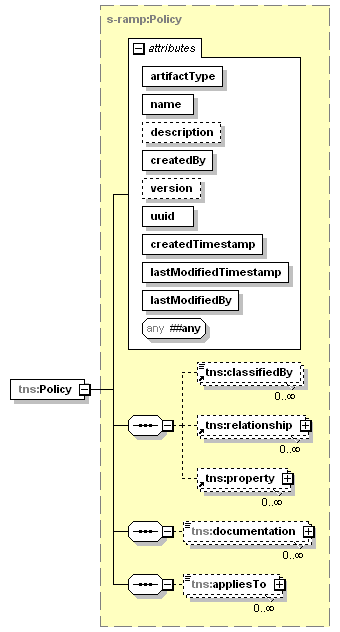 s-ramp:Policy
attributes
artifactType
name
description
createdBy
version
uuid
createdTimestamp
lastModifiedTimestamp
lastModifiedBy
any ##any
tns:Policy
tns:classifiedBy
0..∞
tns:relationship
0..∞
tns:property
0..∞
tns:documentation
0..∞
tns:appliesTo
0..∞